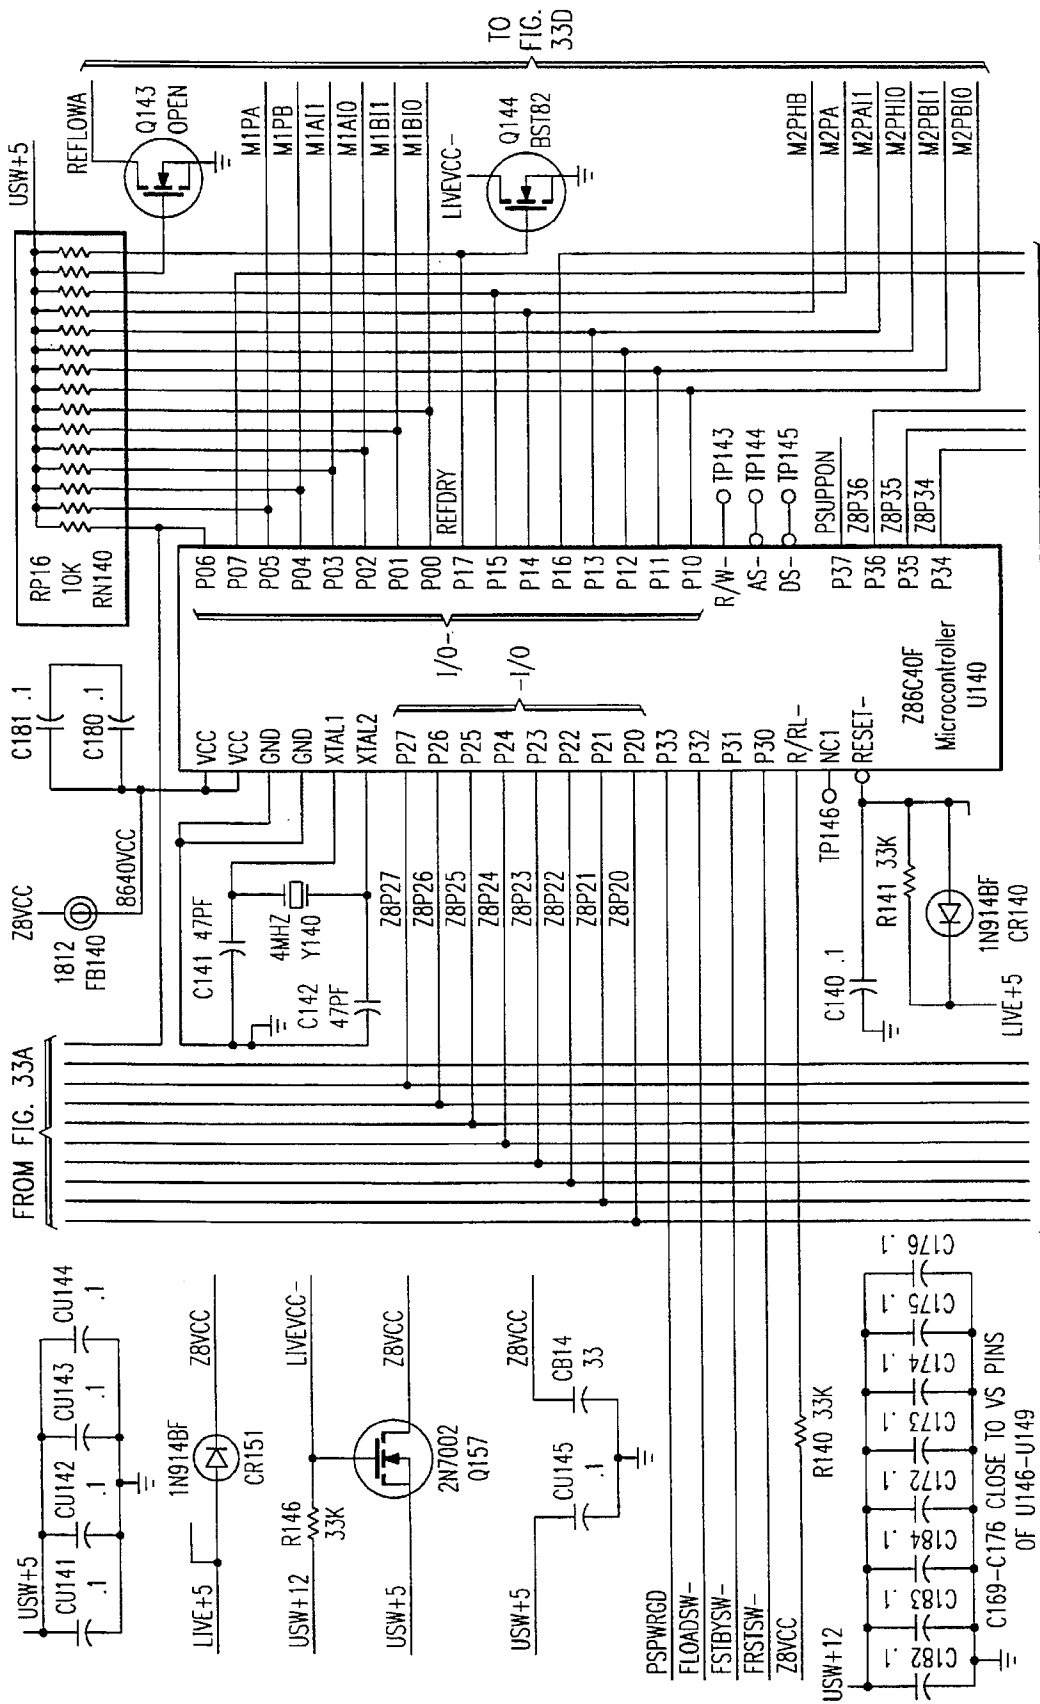 TO
FIG.
33D
USW+5
REFLOWA
Q143
OPEN
M1PA
M1PB
M1AI1
M1AI0
M1BI1
M1BI0
LIVEVCC-
Q144
BST82
M2PHB
M2PA
M2PAI1
M2PHI0
M2PBI1
M2PBI0
RP16
10K
RN140
REFDRY
TP143
TP144
TP145
PSUPPON
Z8P36
Z8P35
Z8P34
P06
P07
P05
P04
P03
P02
P01
P00
P17
P15
P14
P16
P13
P12
P11
P10
R/W-
AS-
DS-
P37
P36
P35
P34
I/O-
-I/O
Z86C40F
Microcontroller
U140
VCC
VCC
GND
GND
XTAL1
XTAL2
P27
P26
P25
P24
P23
P22
P21
P20
P33
P32
P31
P30
R/RL-
NC1
RESET-
C181 .1
C180 .1
8640VCC
Z8VCC
1812
FB140
C141 47PF
4MHZ
Y140
C142
47PF
Z8P27
Z8P26
Z8P25
Z8P24
Z8P23
Z8P22
Z8P21
Z8P20
TP146
R141 33K
C140 .1
1N914BF
CR140
LIVE+5
FROM FIG. 33A
USW+5
CU141
.1
CU142
.1
CU143
.1
CU144
.1
LIVE+5
1N914BF
CR151
Z8VCC
USW+12
R146
33K
LIVEVCC-
USW+5
2N7002
Q157
Z8VCC
USW+5
CU145
.1
CB14
33
Z8VCC
PSPWRGD
FLOADSW-
FSTBYSW-
FRSTSW-
Z8VCC
R140 33K
USW+12
C182 .1
C183 .1
C184 .1
C172 .1
C173 .1
C174 .1
C175 .1
C176 .1
C169-C176 CLOSE TO VS PINS
OF U146-U149